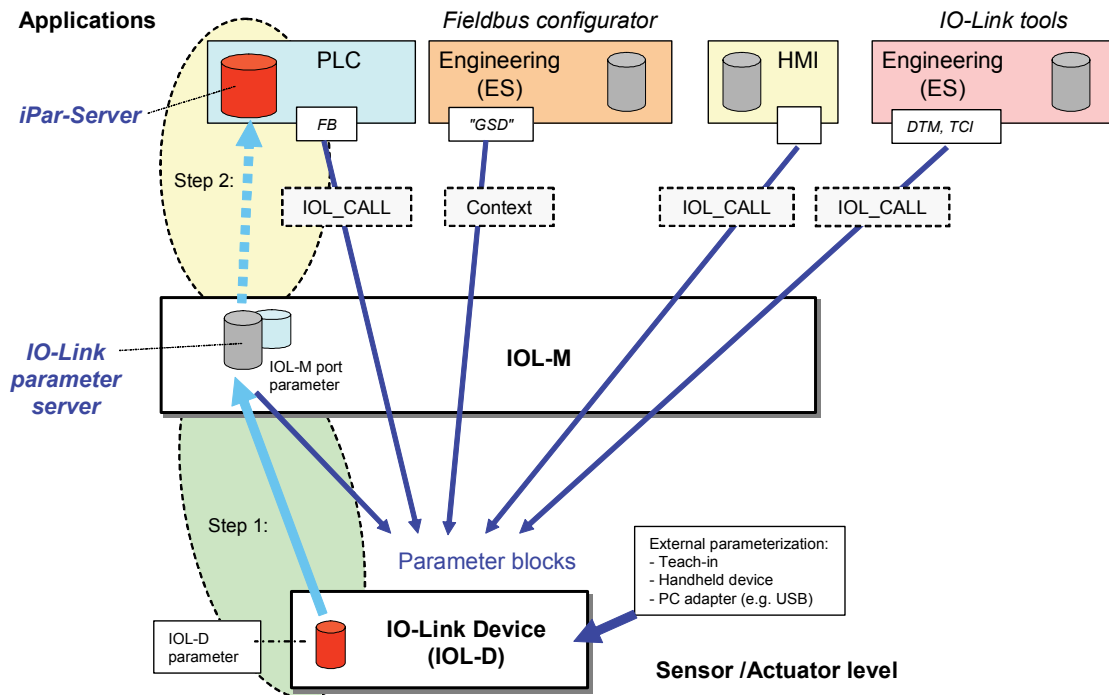 Applications
Fieldbus configurator
IO-Link tools
PLC
Engineering
(ES)
HMI
Engineering
(ES)
iPar-Server
FB
"GSD"
DTM, TCI
Step 2:
IOL_CALL
Context
IOL_CALL
IOL_CALL
IO-Link
parameter
server
IOL-M port
parameter
IOL-M
Step 1:
Parameter blocks
External parameterization:
- Teach-in
- Handheld device
- PC adapter (e.g. USB)
IOL-D
parameter
IO-Link Device
(IOL-D)
Sensor /Actuator level